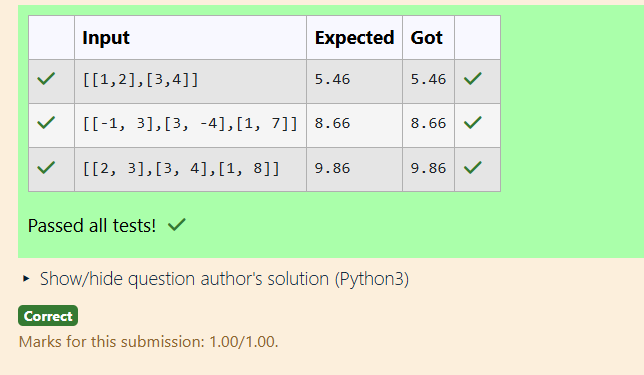 Input Expected Got
[[1,2],[3,4]] 5.46 5.46
[[-1, 3],[3, -4],[1, 7]] 8.66 8.66
[[2, 3],[3, 4],[1, 8]] 9.86 9.86
Passed all tests!
Show/hide question author's solution (Python3)
Correct
Marks for this submission: 1.00/1.00.